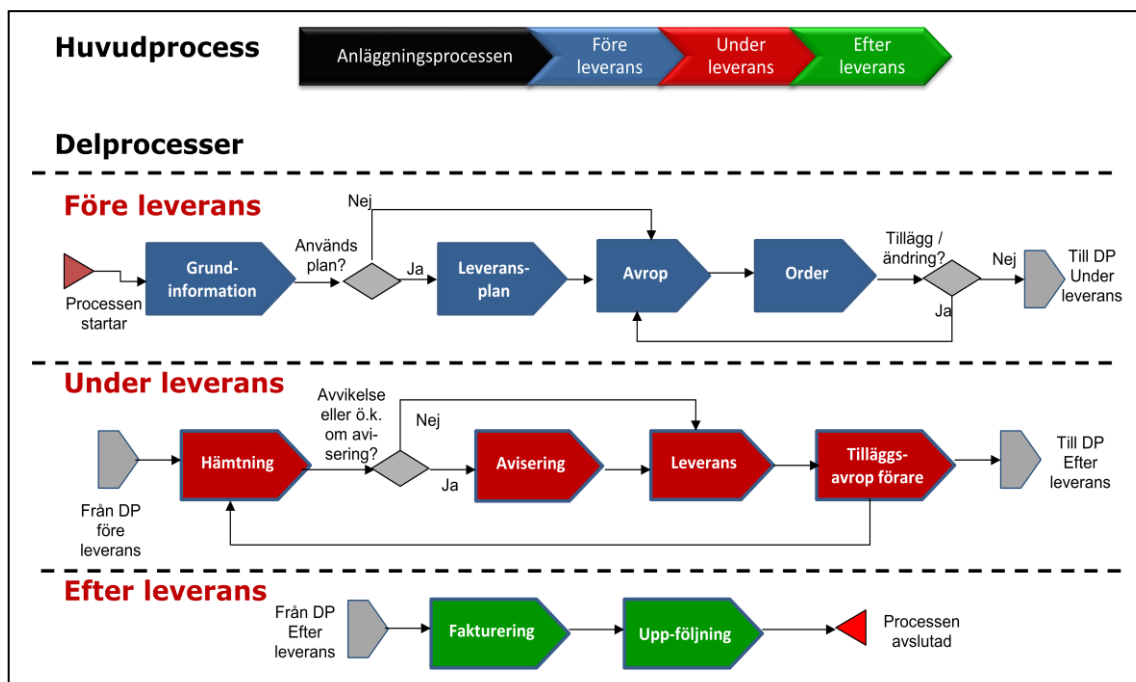 Huvudprocess
Anläggningsprocessen
Före
leverans
Under
leverans
Efter
leverans
Delprocesser
Före leverans
Processen
startar
Grund-
information
Används
plan?
Nej
Ja
Leverans-
plan
Avrop
Order
Tillägg /
ändring?
Nej
Ja
Till DP
Under
leverans
Under leverans
Från DP
före
leverans
Hämtning
Avvikelse
eller ö.k.
om avi-
sering?
Nej
Ja
Avisering
Leverans
Tilläggs-
avrop förare
Till DP
Efter
leverans
Efter leverans
Från DP
Efter
leverans
Fakturering
Upp-följning
Processen
avslutad